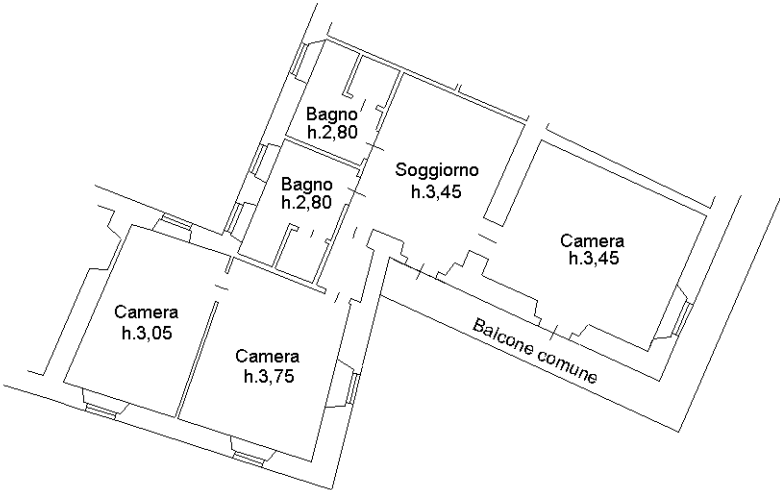 Bagno
h.2,80
Bagno
h.2,80
Soggiorno
h.3,45
Camera
h.3,45
Camera
h.3,05
Camera
h.3,75
Balcone comune